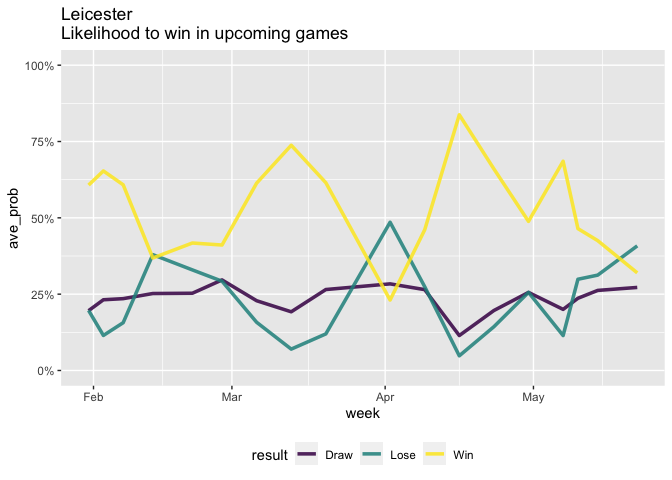 Leicester
Likelihood to win in upcoming games
100%
75%
50%
25%
0%
ave_prob
Feb Mar Apr May
week
result Draw Lose Win